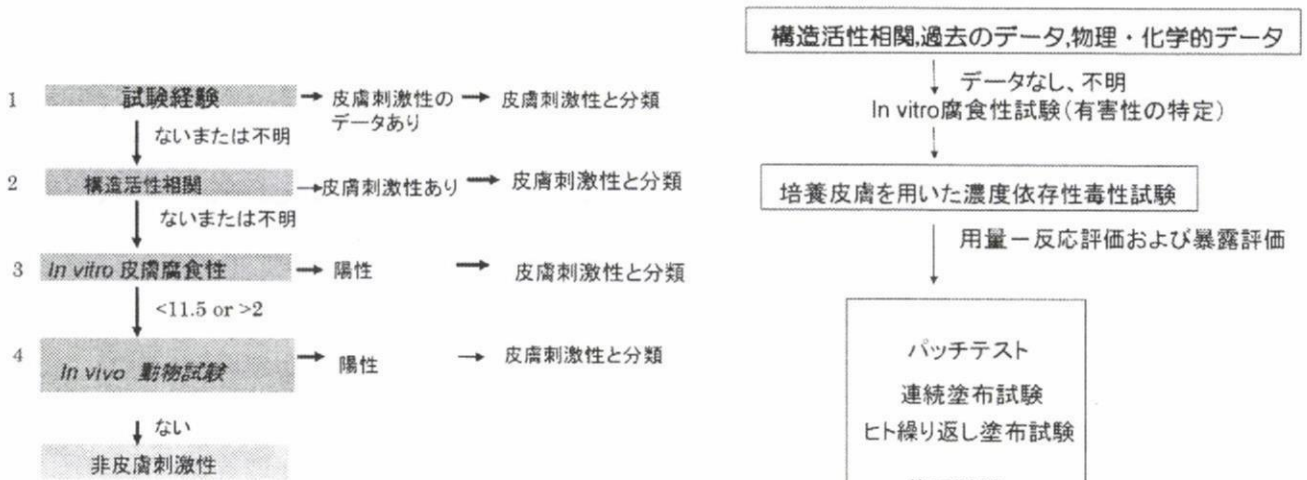 1
試験経験
皮膚刺激性の
データあり
皮膚刺激性と分類
ないまたは不明
2
構造活性相関
皮膚刺激性あり
皮膚刺激性と分類
ないまたは不明
3
In vitro 皮膚腐食性
陽性
皮膚刺激性と分類
<11.5 or >2
4
In vivo 動物試験
陽性
皮膚刺激性と分類
ない
非皮膚刺激性
構造活性相関,過去のデータ,物理・化学的データ
データなし、不明
In vitro腐食性試験(有害性の特定)
培養皮膚を用いた濃度依存性毒性試験
用量－反応評価および暴露評価
パッチテスト
連続塗布試験
ヒト繰り返し塗布試験